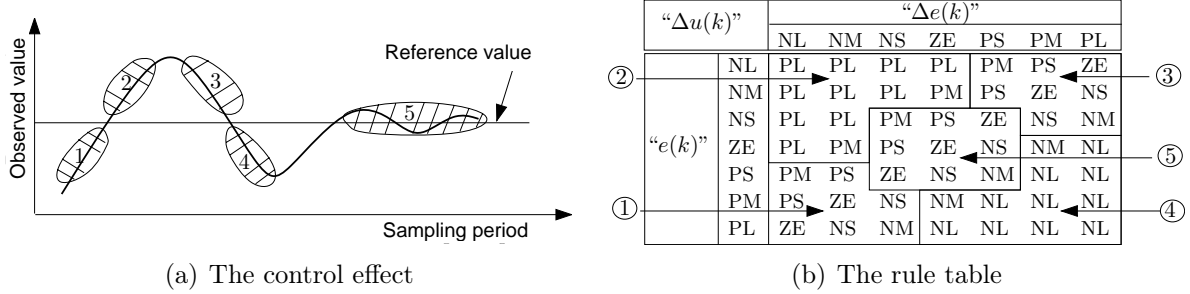 Observed value
Reference value
1
2
3
4
5
Sampling period
(a) The control effect
“Δu(k)”
“Δe(k)”
NL NM NS ZE PS PM PL
“e(k)”
NL PL PL PL PL PM PS ZE
NM PL PL PL PM PS ZE NS
NS PL PL PM PS ZE NS NM
ZE PL PM PS ZE NS NM NL
PS PM PS ZE NS NM NL NL
PM PS ZE NS NM NL NL NL
PL ZE NS NM NL NL NL NL
②
③
⑤
①
④
(b) The rule table